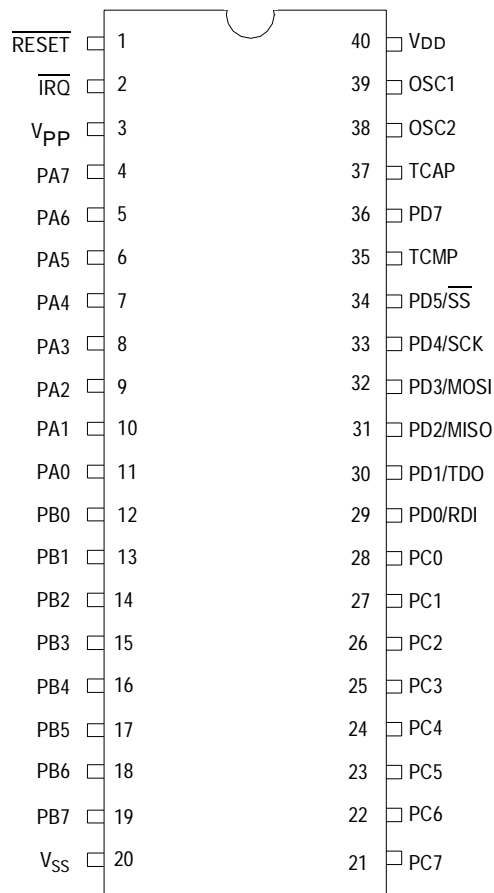 RESET 1 40 VDD
IRQ 2 39 OSC1
VPP 3 38 OSC2
PA7 4 37 TCAP
PA6 5 36 PD7
PA5 6 35 TCMP
PA4 7 34 PD5/SS
PA3 8 33 PD4/SCK
PA2 9 32 PD3/MOSI
PA1 10 31 PD2/MISO
PA0 11 30 PD1/TDO
PB0 12 29 PD0/RDI
PB1 13 28 PC0
PB2 14 27 PC1
PB3 15 26 PC2
PB4 16 25 PC3
PB5 17 24 PC4
PB6 18 23 PC5
PB7 19 22 PC6
VSS 20 21 PC7